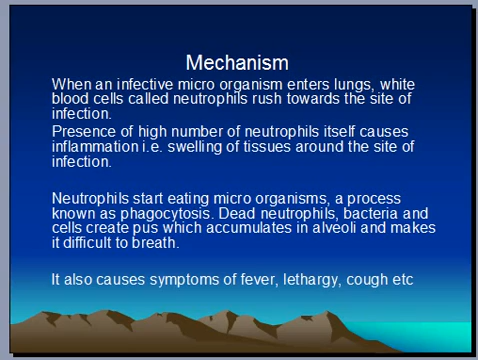 Mechanism
When an infective micro organism enters lungs, white
blood cells called neutrophils rush towards the site of
infection.
Presence of high number of neutrophils itself causes
inflammation i.e. swelling of tissues around the site of
infection.
Neutrophils start eating micro organisms, a process
known as phagocytosis. Dead neutrophils, bacteria and
cells create pus which accumulates in alveoli and makes
it difficult to breath.
It also causes symptoms of fever, lethargy, cough etc